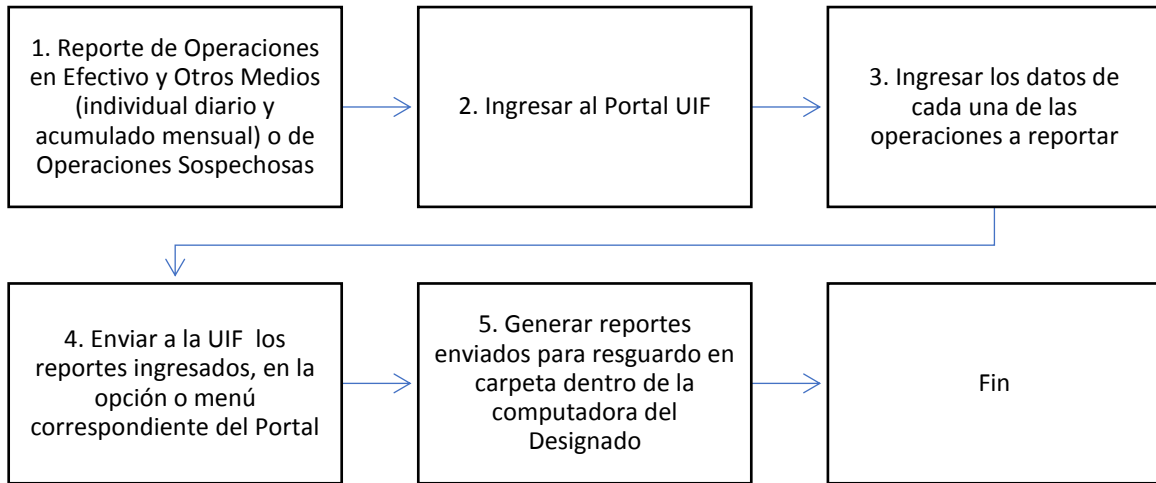 1. Reporte de Operaciones
en Efectivo y Otros Medios
(individual diario y
acumulado mensual) o de
Operaciones Sospechosas
2. Ingresar al Portal UIF
3. Ingresar los datos de
cada una de las
operaciones a reportar
4. Enviar a la UIF  los
reportes ingresados, en la
opción o menú
correspondiente del Portal
5. Generar reportes
enviados para resguardo en
carpeta dentro de la
computadora del
Designado
Fin